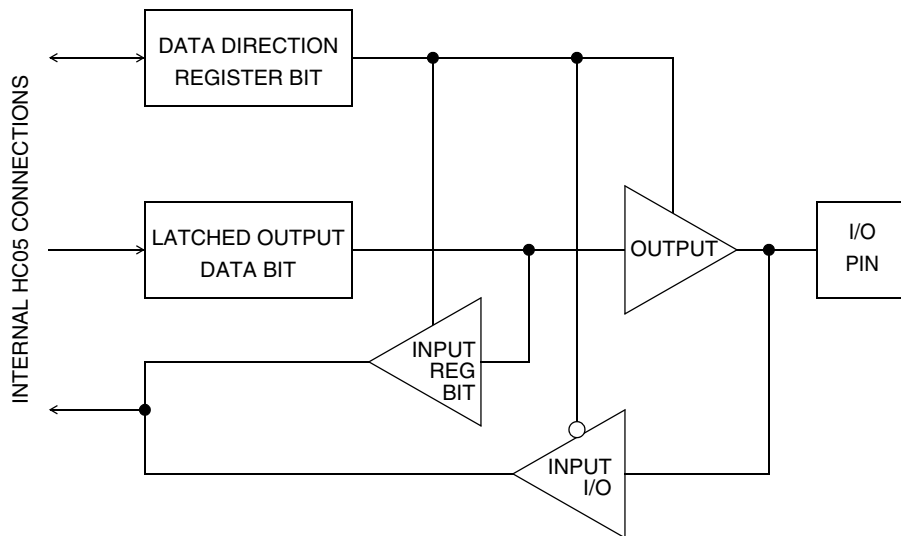 INTERNAL HC05 CONNECTIONS
DATA DIRECTION
REGISTER BIT
LATCHED OUTPUT
DATA BIT
OUTPUT
I/O
PIN
INPUT
REG
BIT
INPUT
I/O